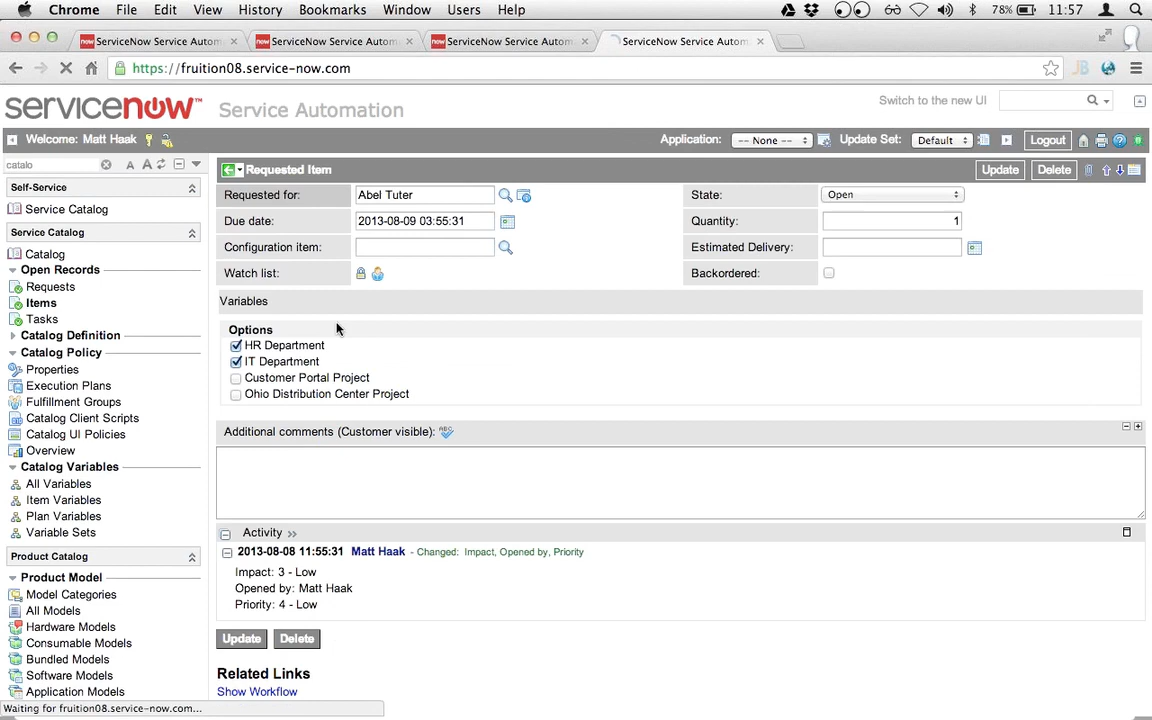 Chrome File Edit View History Bookmarks Window Users Help 78% 11:57
ServiceNow Service Autom ServiceNow Service Autom ServiceNow Service Autom ServiceNow Service Autom
https://fruition08.service-now.com JB
servicenow™ Service Automation Switch to the new UI
Welcome: Matt Haak Application: -- None -- Update Set: Default Logout
catalo A A
Requested Item Update Delete
Self-Service
Service Catalog
Service Catalog
Catalog
Open Records
Requests
Items
Tasks
Catalog Definition
Catalog Policy
Properties
Execution Plans
Fulfillment Groups
Catalog Client Scripts
Catalog UI Policies
Overview
Catalog Variables
All Variables
Item Variables
Plan Variables
Variable Sets
Product Catalog
Product Model
Model Categories
All Models
Hardware Models
Consumable Models
Bundled Models
Software Models
Application Models
Requested for: Abel Tuter State: Open
Due date: 2013-08-09 03:55:31 Quantity: 1
Configuration item: Estimated Delivery:
Watch list: Backordered:
Variables
Options
HR Department
IT Department
Customer Portal Project
Ohio Distribution Center Project
Additional comments (Customer visible): ABC
Activity
2013-08-08 11:55:31 Matt Haak - Changed: Impact, Opened by, Priority
Impact: 3 - Low
Opened by: Matt Haak
Priority: 4 - Low
Update Delete
Related Links
Show Workflow
Waiting for fruition08.service-now.com...